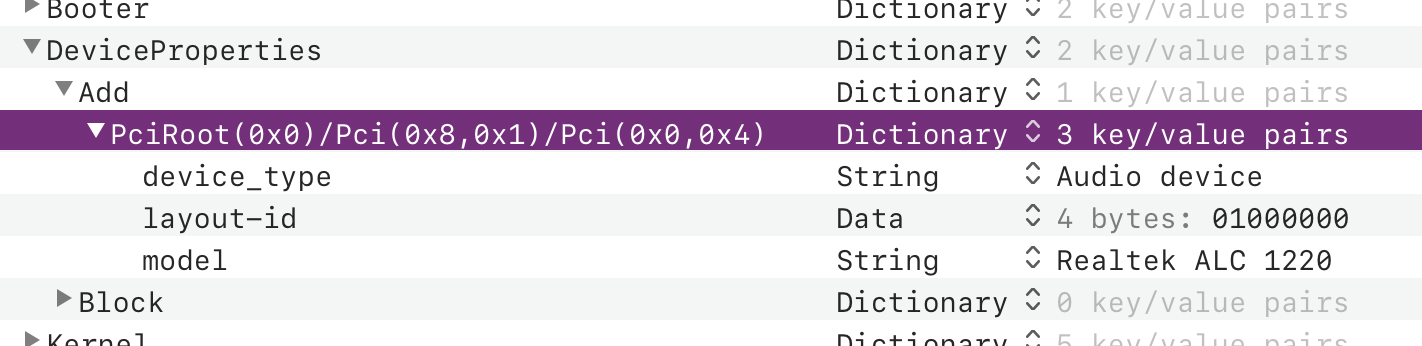 Booter Dictionary 2 key/value pairs
DeviceProperties Dictionary 2 key/value pairs
Add Dictionary 1 key/value pairs
PciRoot(0x0)/Pci(0x8,0x1)/Pci(0x0,0x4) Dictionary 3 key/value pairs
device_type String Audio device
layout-id Data 4 bytes: 01000000
model String Realtek ALC 1220
Block Dictionary 0 key/value pairs
Kernel Dictionary 5 key/value pairs